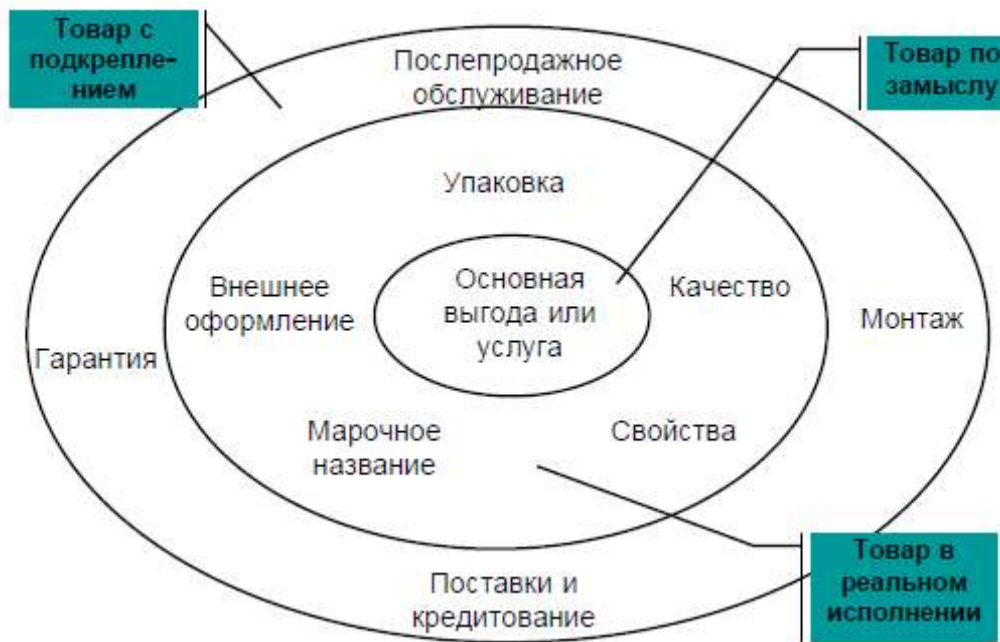 Товар с
подкрепле-
нием
Послепродажное
обслуживание
Товар по
замыслу
Упаковка
Внешнее
оформление
Основная
выгода или
услуга
Качество
Монтаж
Гарантия
Марочное
название
Свойства
Поставки и
кредитование
Товар в
реальном
исполнении